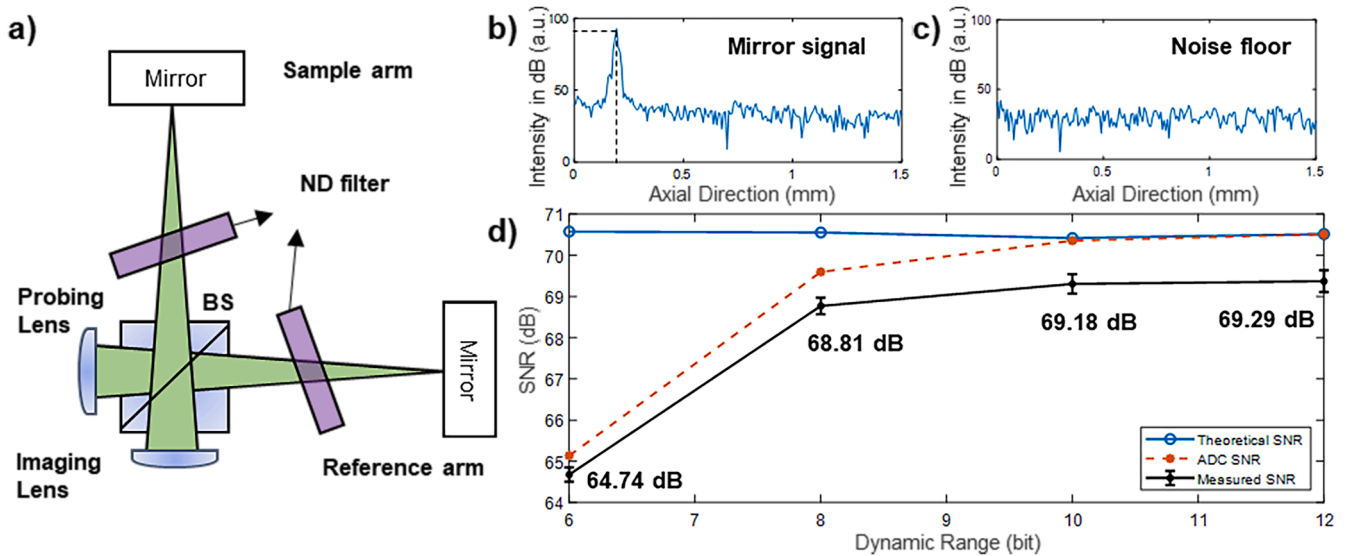 a)
Mirror
Sample arm
ND filter
Probing
Lens
BS
Mirror
Imaging
Lens
Reference arm
b)
Intensity in dB (a.u.)
100
50
0
Mirror signal
0
0.5
1
1.5
Axial Direction (mm)
c)
Intensity in dB (a.u.)
100
50
0
Noise floor
0
0.5
1
1.5
Axial Direction (mm)
d)
SNR (dB)
71
70
69
68
67
66
65
64
64.74 dB
68.81 dB
69.18 dB
69.29 dB
Theoretical SNR
ADC SNR
Measured SNR
6
7
8
9
10
11
12
Dynamic Range (bit)